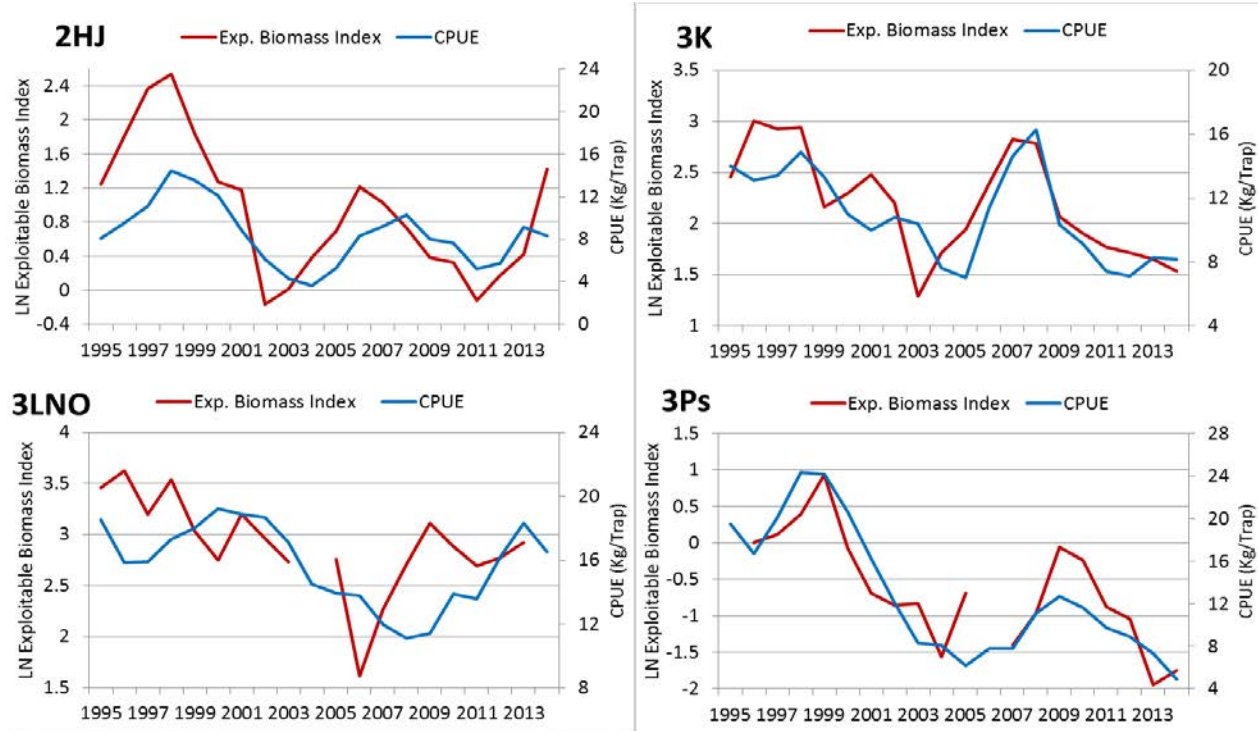 2HJ
Exp. Biomass Index CPUE
LN Exploitable Biomass Index
2.4
2
1.6
1.2
0.8
0.4
0
-0.4
24
20
16
12
8
4
0
CPUE (Kg/Trap)
1995 1997 1999 2001 2003 2005 2007 2009 2011 2013
3K
Exp. Biomass Index CPUE
LN Exploitable Biomass Index
3.5
3
2.5
2
1.5
1
20
16
12
8
4
CPUE (Kg/Trap)
1995 1997 1999 2001 2003 2005 2007 2009 2011 2013
3LNO
Exp. Biomass Index CPUE
LN Exploitable Biomass Index
4
3.5
3
2.5
2
1.5
24
20
16
12
8
CPUE (Kg/Trap)
1995 1997 1999 2001 2003 2005 2007 2009 2011 2013
3Ps
Exp. Biomass Index CPUE
LN Exploitable Biomass Index
1.5
1
0.5
0
-0.5
-1
-1.5
-2
28
24
20
16
12
8
4
CPUE (Kg/Trap)
1995 1997 1999 2001 2003 2005 2007 2009 2011 2013